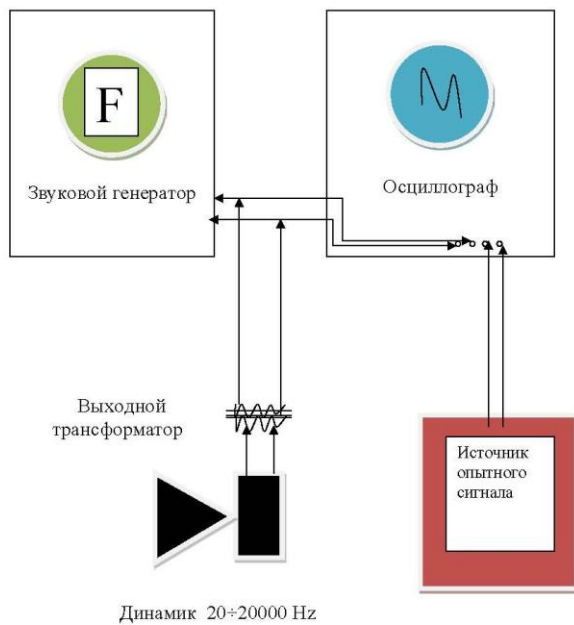 F
Звуковой генератор
Осциллограф
Выходной
трансформатор
Источник
опытного
сигнала
Динамик 20÷20000 Hz